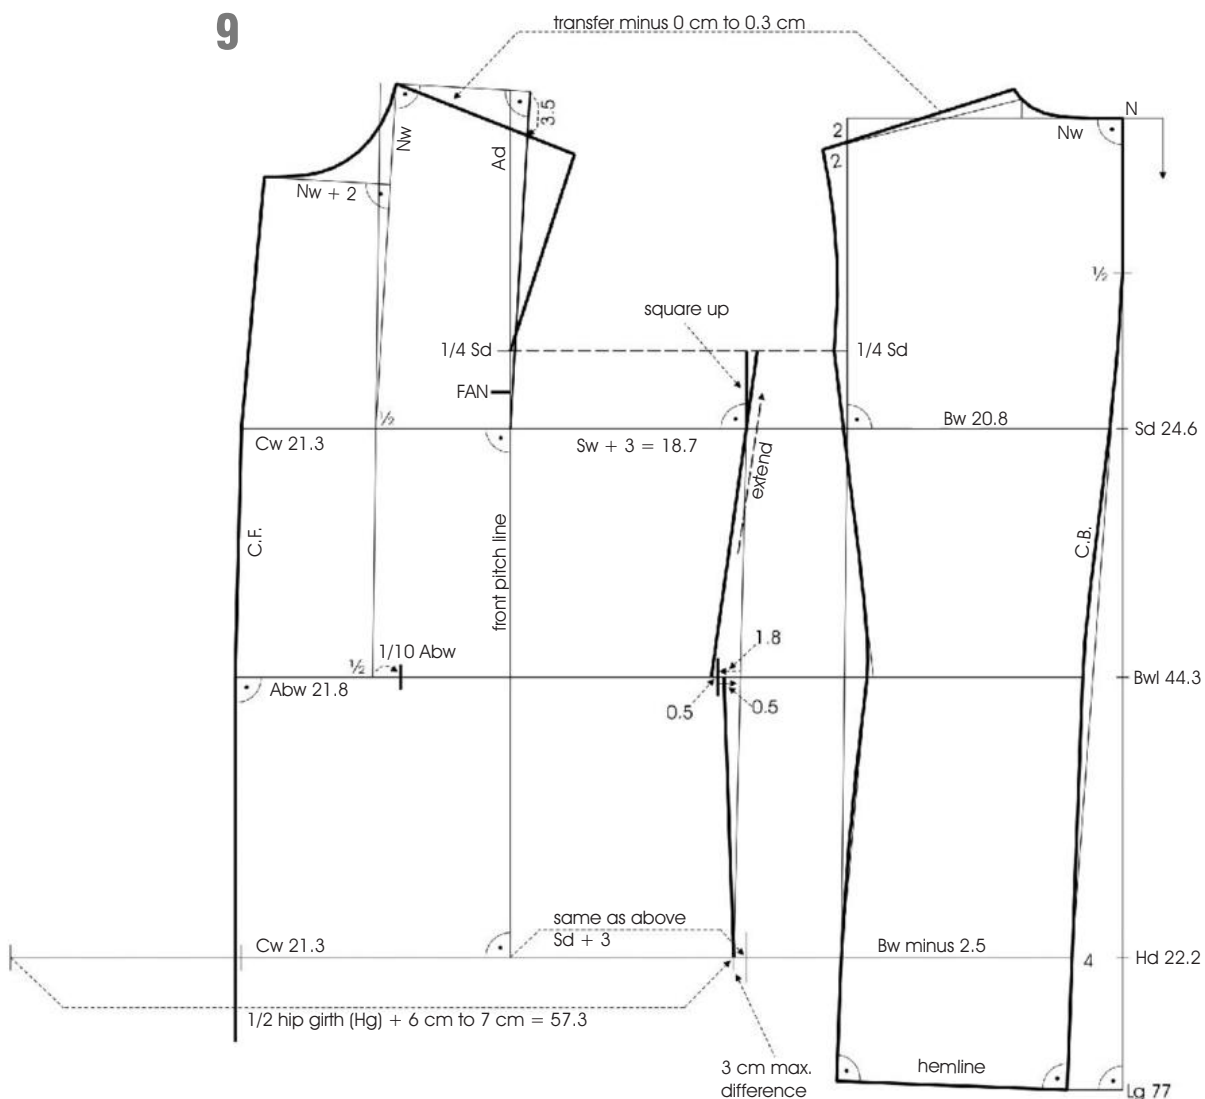 9
transfer minus 0 cm to 0.3 cm
N
3.5
2
Nw
Nw
Ad
2
Nw + 2
½
square up
1/4 Sd
1/4 Sd
FAN
½
Bw 20.8
Sd 24.6
Cw 21.3
Sw + 3 = 18.7
extend
C.F.
front pitch line
C.B.
1.8
1/10 Abw
½
Abw 21.8
Bwl 44.3
0.5
0.5
same as above
Sd + 3
Cw 21.3
Bw minus 2.5
4
Hd 22.2
1/2 hip girth (Hg) + 6 cm to 7 cm = 57.3
3 cm max.
difference
hemline
Lg 77